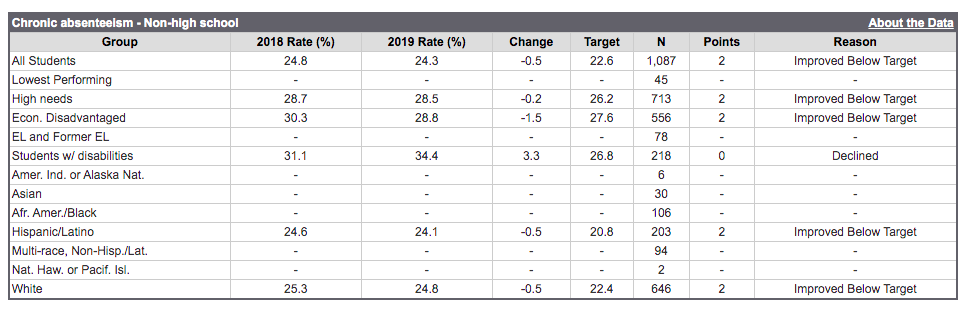 Chronic absenteeism - Non-high school About the Data
Group 2018 Rate (%) 2019 Rate (%) Change Target N Points Reason
All Students 24.8 24.3 -0.5 22.6 1,087 2 Improved Below Target
Lowest Performing - - - - 45 - -
High needs 28.7 28.5 -0.2 26.2 713 2 Improved Below Target
Econ. Disadvantaged 30.3 28.8 -1.5 27.6 556 2 Improved Below Target
EL and Former EL - - - - 78 - -
Students w/ disabilities 31.1 34.4 3.3 26.8 218 0 Declined
Amer. Ind. or Alaska Nat. - - - - 6 - -
Asian - - - - 30 - -
Afr. Amer./Black - - - - 106 - -
Hispanic/Latino 24.6 24.1 -0.5 20.8 203 2 Improved Below Target
Multi-race, Non-Hisp./Lat. - - - - 94 - -
Nat. Haw. or Pacif. Isl. - - - - 2 - -
White 25.3 24.8 -0.5 22.4 646 2 Improved Below Target